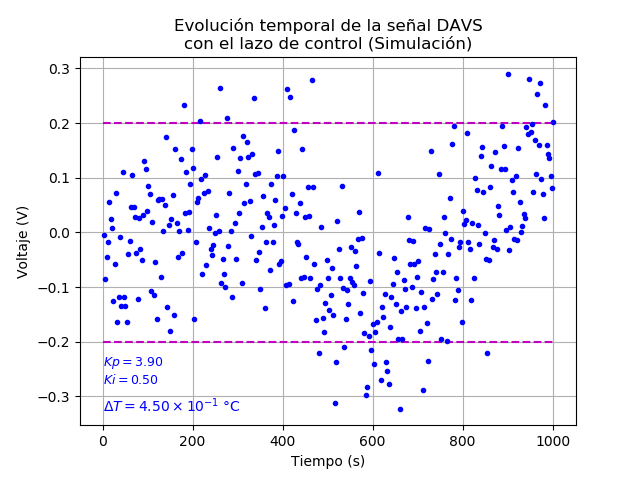 Evolución temporal de la señal DAVS
con el lazo de control (Simulación)
Voltaje (V)
0.3
0.2
0.1
0.0
−0.1
−0.2
−0.3
Kp = 3.90
Ki = 0.50
ΔT = 4.50 × 10⁻¹ °C
0 200 400 600 800 1000
Tiempo (s)